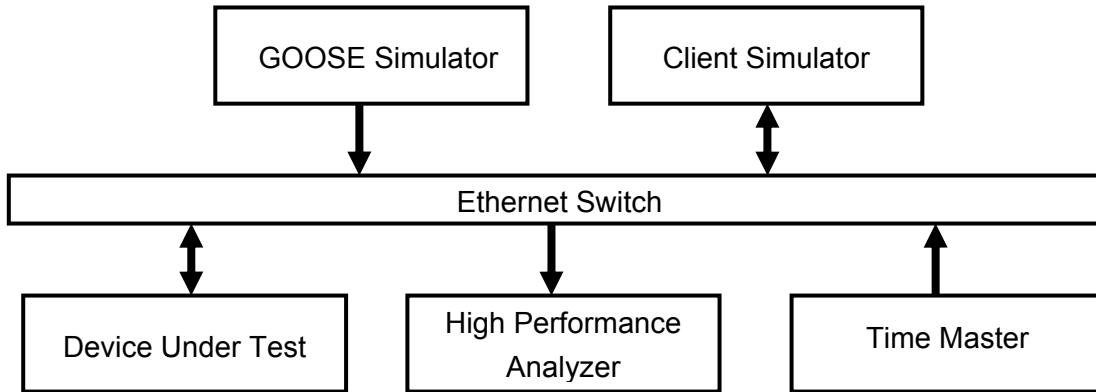 GOOSE Simulator
Client Simulator
Ethernet Switch
Device Under Test
High Performance
Analyzer
Time Master